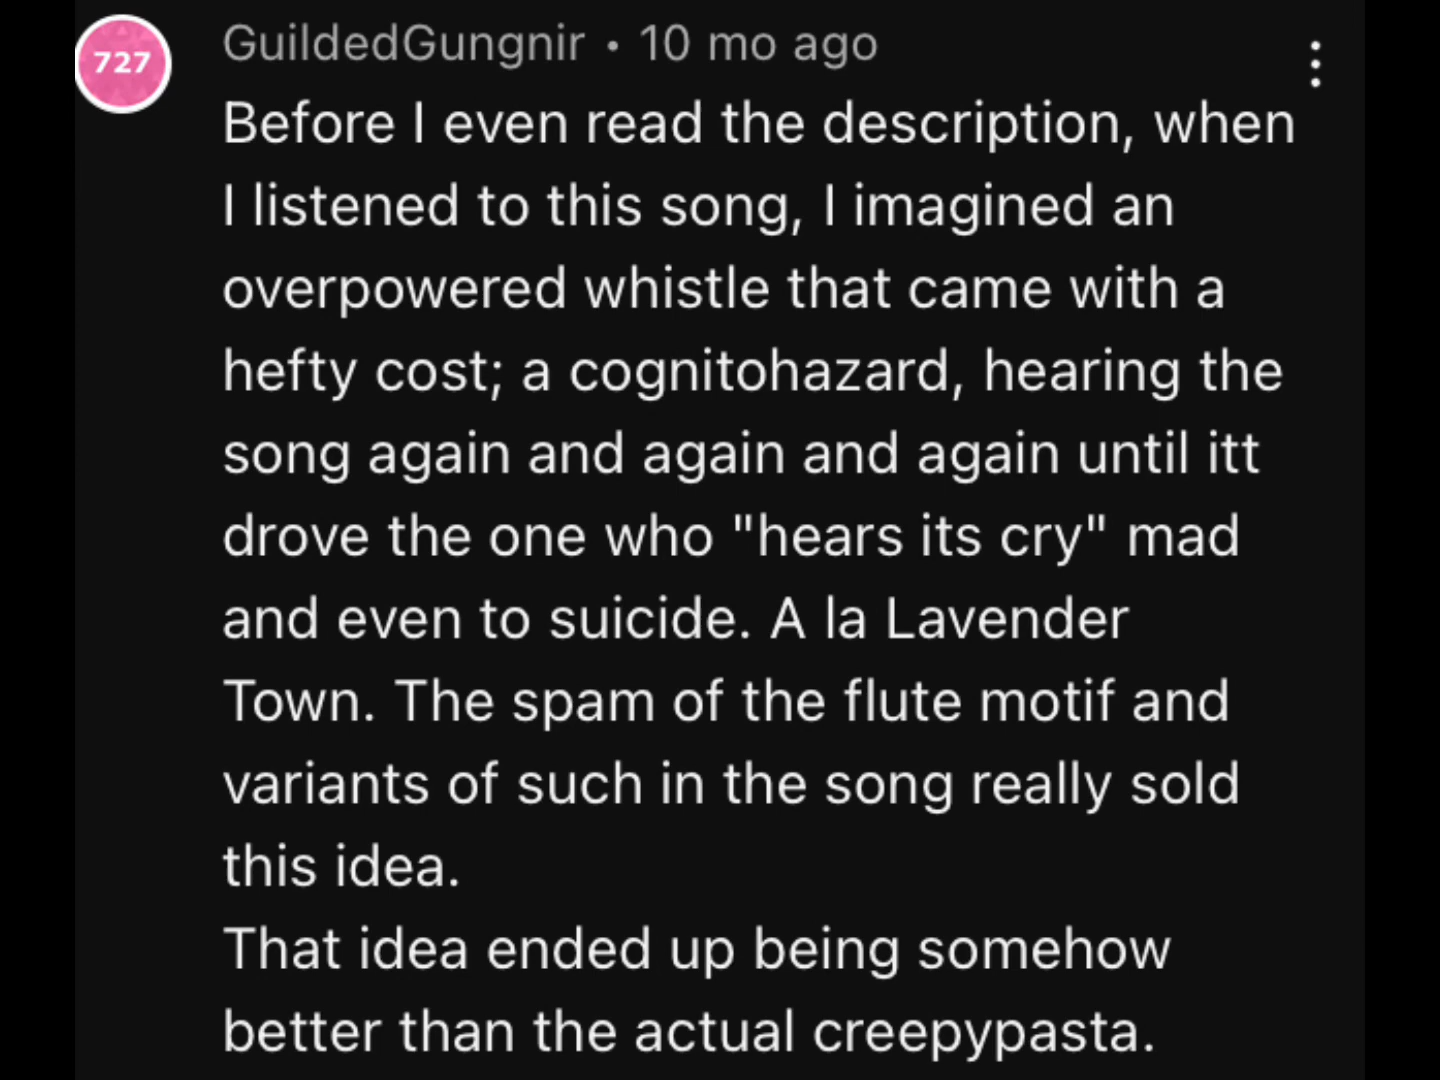 727
GuildedGungnir • 10 mo ago
Before I even read the description, when
I listened to this song, I imagined an
overpowered whistle that came with a
hefty cost; a cognitohazard, hearing the
song again and again and again until itt
drove the one who "hears its cry" mad
and even to suicide. A la Lavender
Town. The spam of the flute motif and
variants of such in the song really sold
this idea.
That idea ended up being somehow
better than the actual creepypasta.